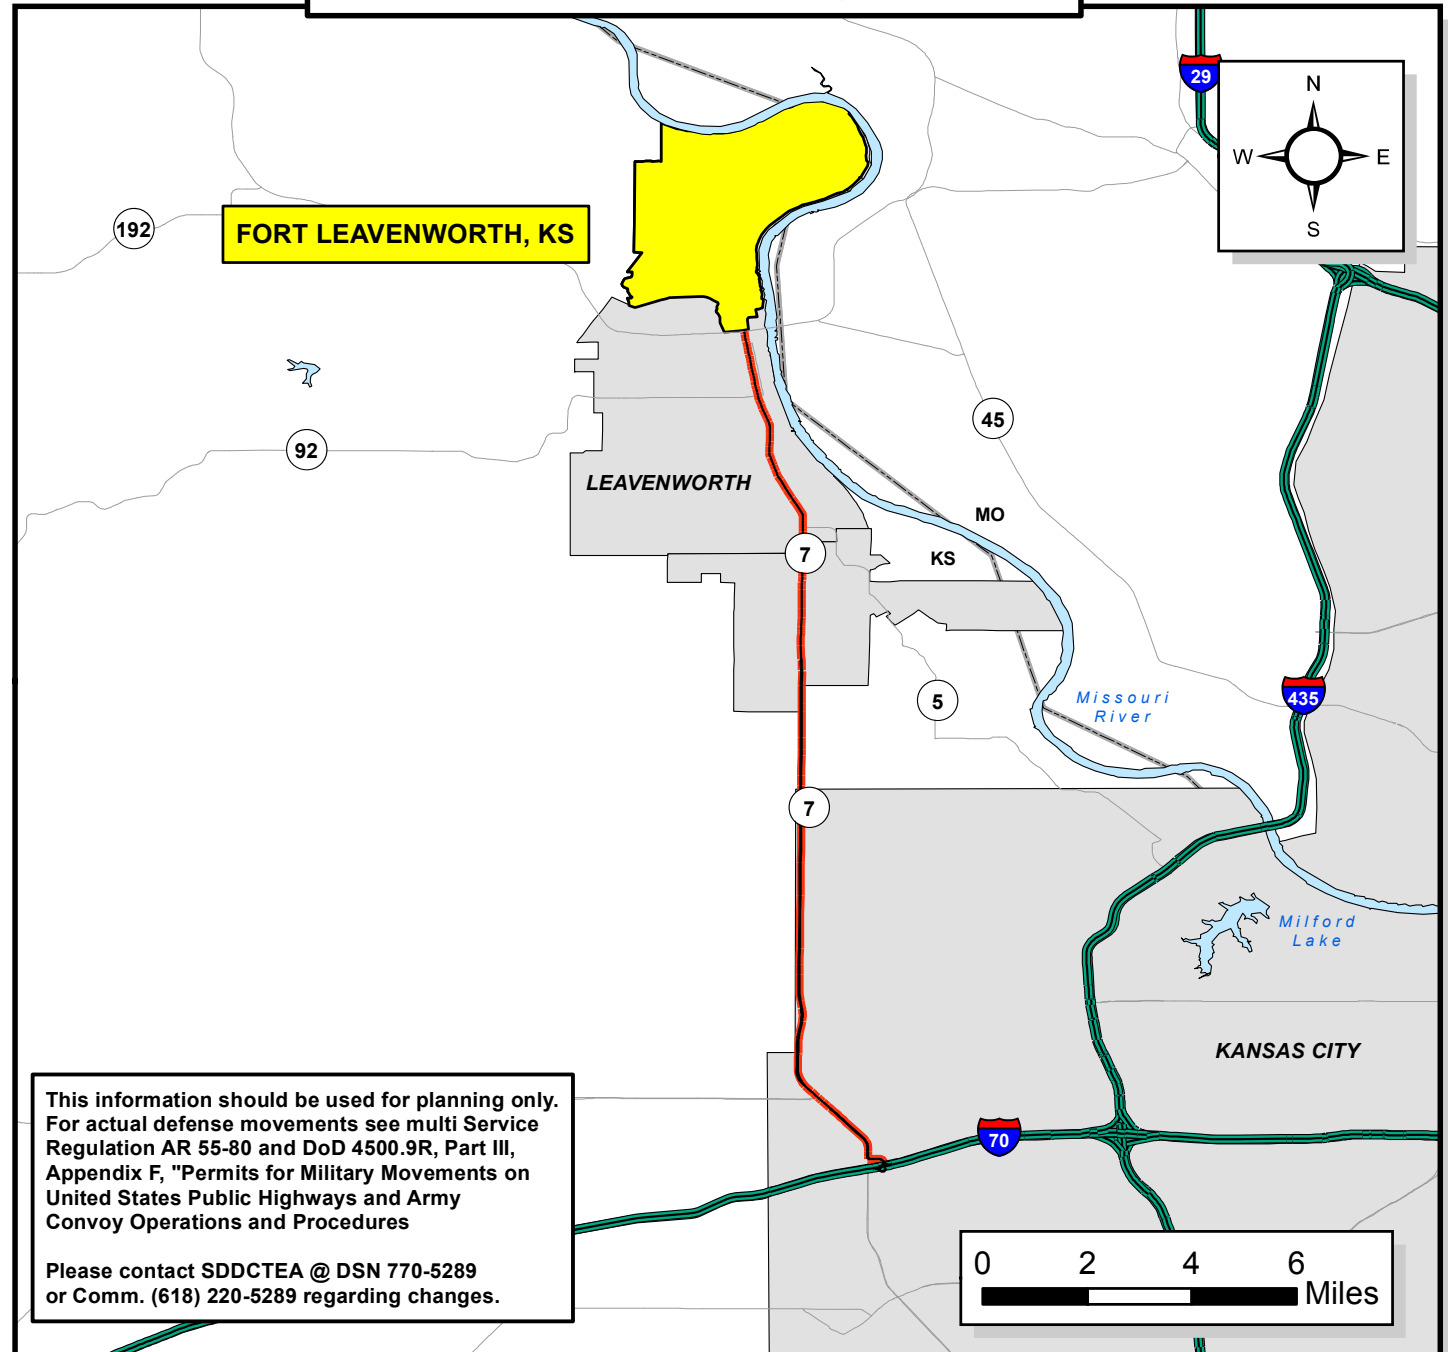 29
N
W
E
S
192
FORT LEAVENWORTH, KS
45
92
LEAVENWORTH
MO
KS
7
5
Missouri
River
435
7
Milford
Lake
KANSAS CITY
70
This information should be used for planning only.
For actual defense movements see multi Service
Regulation AR 55-80 and DoD 4500.9R, Part III,
Appendix F, "Permits for Military Movements on
United States Public Highways and Army
Convoy Operations and Procedures
Please contact SDDCTEA @ DSN 770-5289
or Comm. (618) 220-5289 regarding changes.
0 2 4 6
Miles